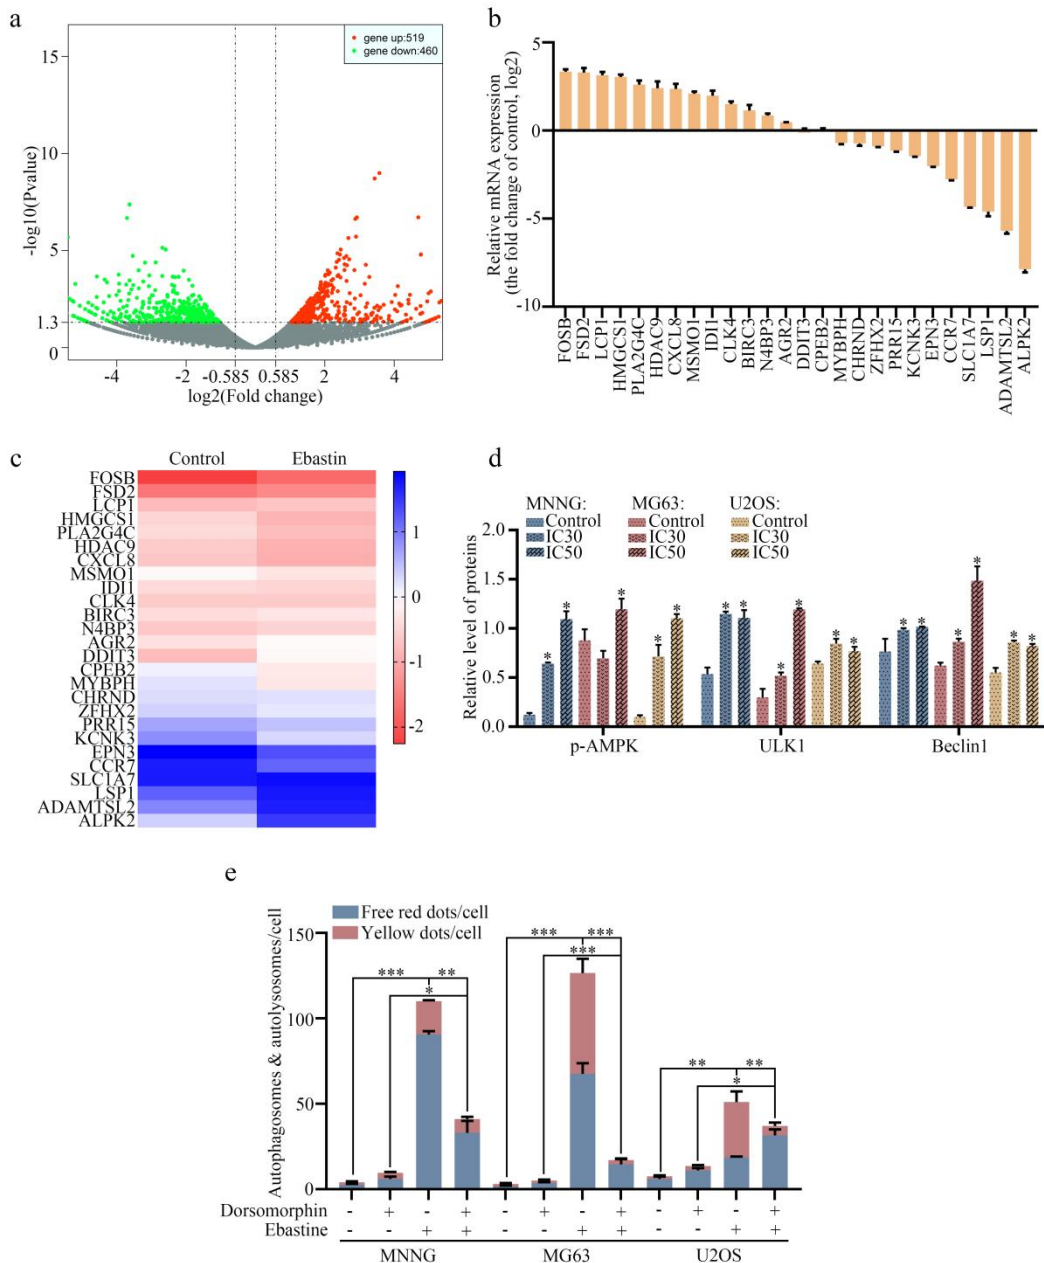 a
gene up:519
gene down:460
15
10
5
1.3
0
-log10(Pvalue)
-4 -2 -0.585 0.585 2 4
log2(Fold change)
b
5
0
-5
-10
Relative mRNA expression
(the fold change of control, log2)
FOSB FSD2 LCP1 HMGCS1 PLA2G4C HDAC9 CXCL8 MSMO1 IDI1 CLK4 BIRC3 N4BP3 AGR2 DDIT3 CPEB2 MYBPH CHRND ZFHX2 PRR15 KCNK3 EPN3 CCR7 SLC1A7 LSP1 ADAMTSL2 ALPK2
c
Control Ebastin
FOSB
FSD2
LCP1
HMGCS1
PLA2G4C
HDAC9
CXCL8
MSMO1
IDI1
CLK4
BIRC3
N4BP3
AGR2
DDIT3
CPEB2
MYBPH
CHRND
ZFHX2
PRR15
KCNK3
EPN3
CCR7
SLC1A7
LSP1
ADAMTSL2
ALPK2
1
0
-1
-2
d
MNNG: MG63: U2OS:
Control Control Control
IC30 IC30 IC30
IC50 IC50 IC50
2.0
1.5
1.0
0.5
0.0
Relative level of proteins
* * * * * * * * * * * * * * * *
p-AMPK ULK1 Beclin1
e
Free red dots/cell
Yellow dots/cell
150
100
50
0
Autophagosomes & autolysosomes/cell
*** ** *
*** *** ***
** ** *
Dorsomorphin - + - + - + - + - + - +
Ebastine - - + + - - + + - - + +
MNNG MG63 U2OS